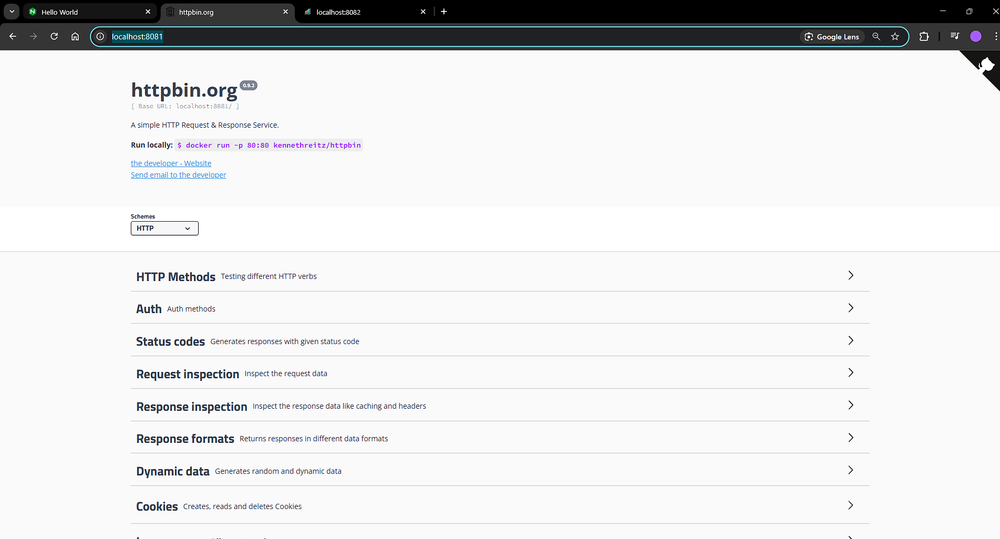 Hello World
httpbin.org
localhost:8082
localhost:8081
Google Lens
httpbin.org 0.9.2
[ Base URL: localhost:8081/ ]
A simple HTTP Request & Response Service.
Run locally: $ docker run -p 80:80 kennethreitz/httpbin
the developer - Website
Send email to the developer
Schemes
HTTP
HTTP Methods Testing different HTTP verbs
Auth Auth methods
Status codes Generates responses with given status code
Request inspection Inspect the request data
Response inspection Inspect the response data like caching and headers
Response formats Returns responses in different data formats
Dynamic data Generates random and dynamic data
Cookies Creates, reads and deletes Cookies